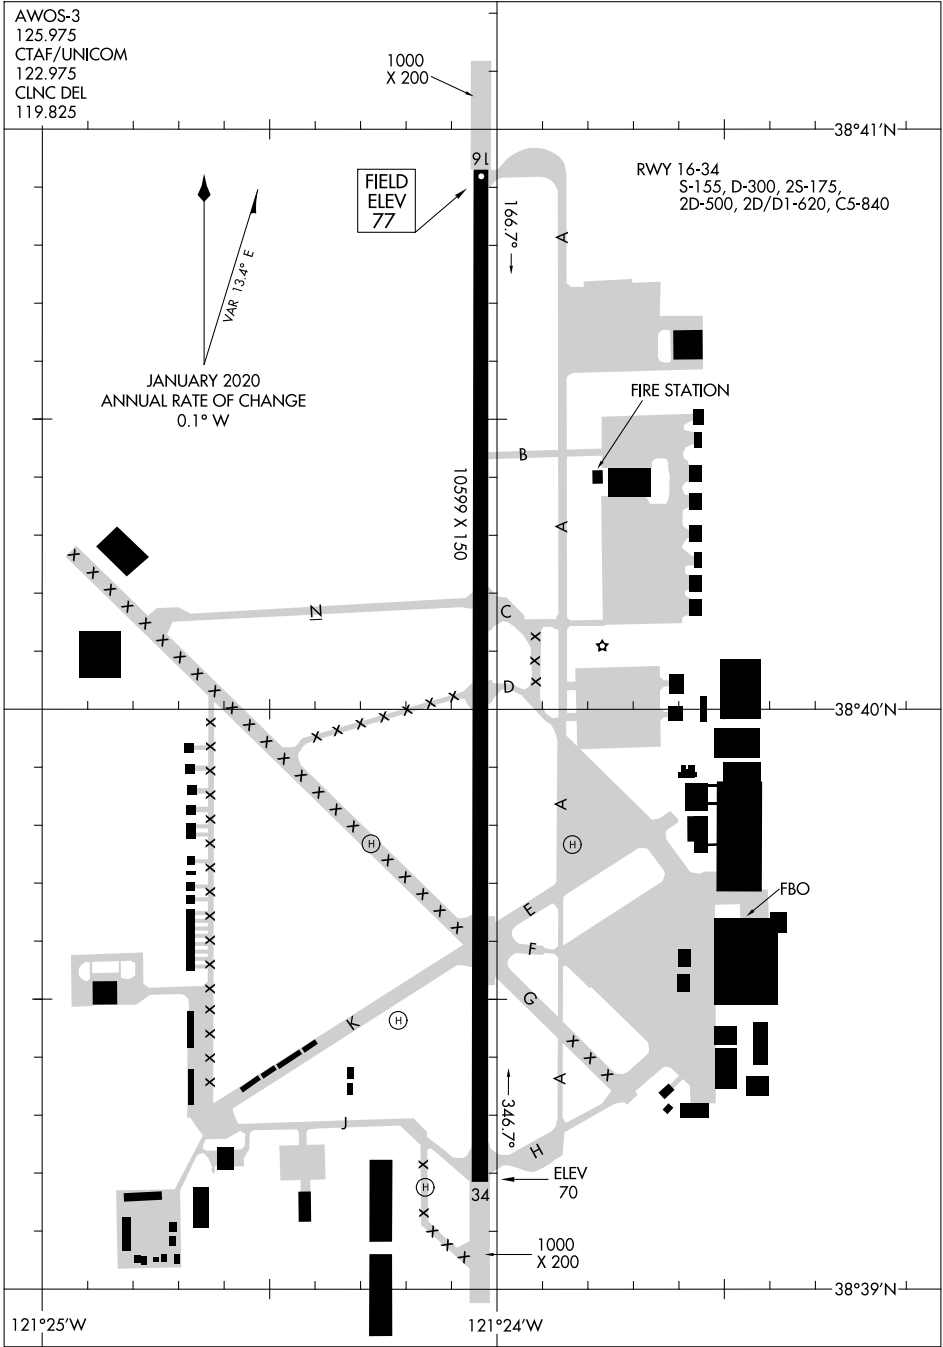 AWOS-3
125.975
CTAF/UNICOM
122.975
CLNC DEL
119.825
1000
X 200
38°41'N
16
RWY 16-34
S-155, D-300, 2S-175,
2D-500, 2D/D1-620, C5-840
FIELD
ELEV
77
166.7°
A
VAR 13.4° E
JANUARY 2020
ANNUAL RATE OF CHANGE
0.1° W
FIRE STATION
B
10599 X 150
A
X
N
C
X
D
38°40'N
X
A
H
H
FBO
E
F
G
X
K
H
A
346.7°
J
H
X
H
ELEV
70
34
1000
X 200
38°39'N
121°25'W
121°24'W